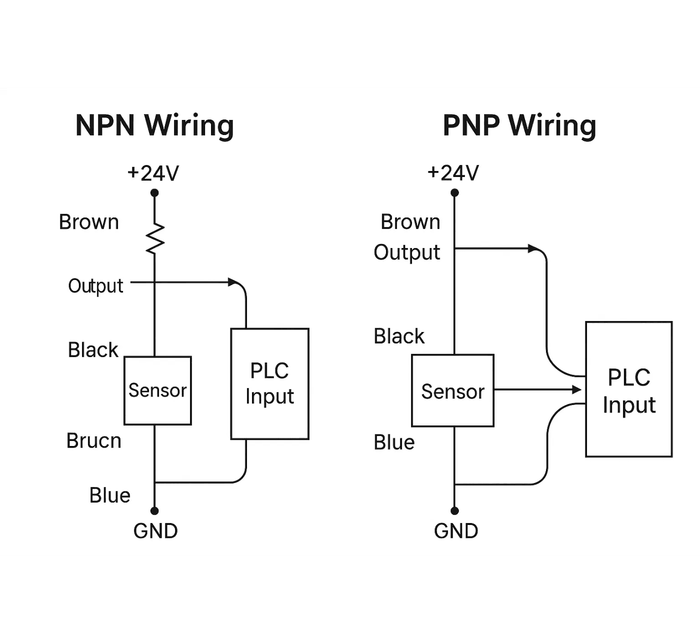 NPN Wiring
+24V
Brown
Output
Black
Sensor
PLC
Input
Brucn
Blue
GND
PNP Wiring
+24V
Brown
Output
Black
Sensor
PLC
Input
Blue
GND